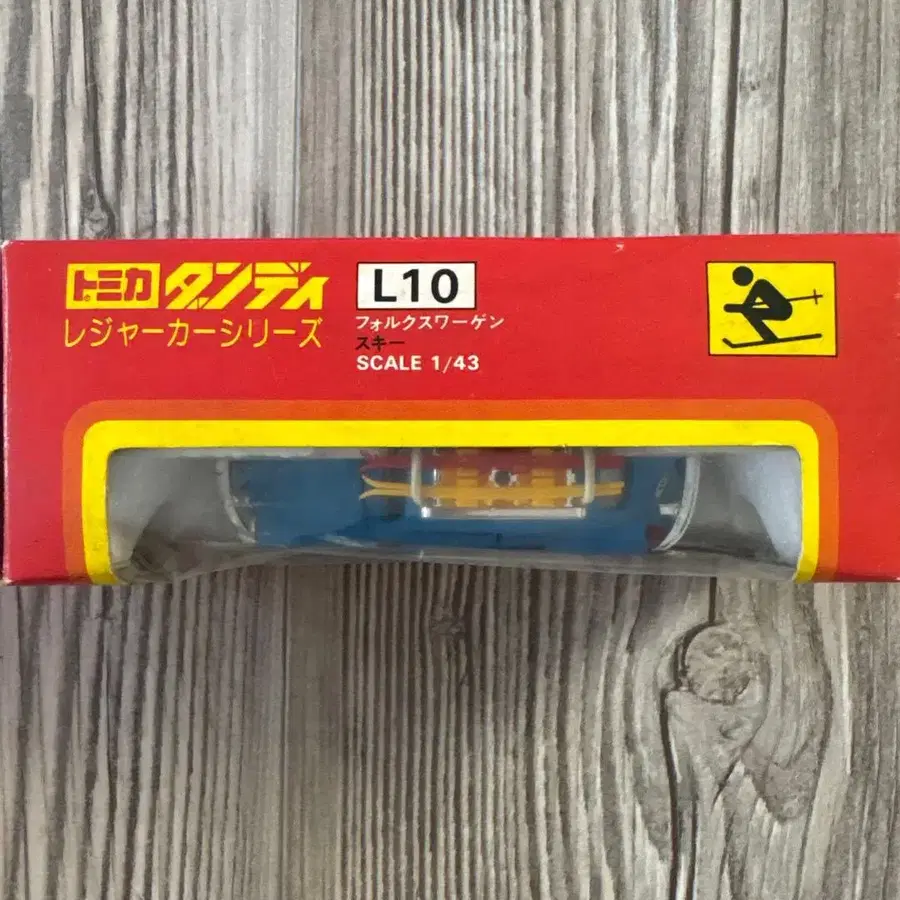 トミカ ダンディ
レジャーカーシリーズ
L10
フォルクスワーゲン
スキー
SCALE 1/43